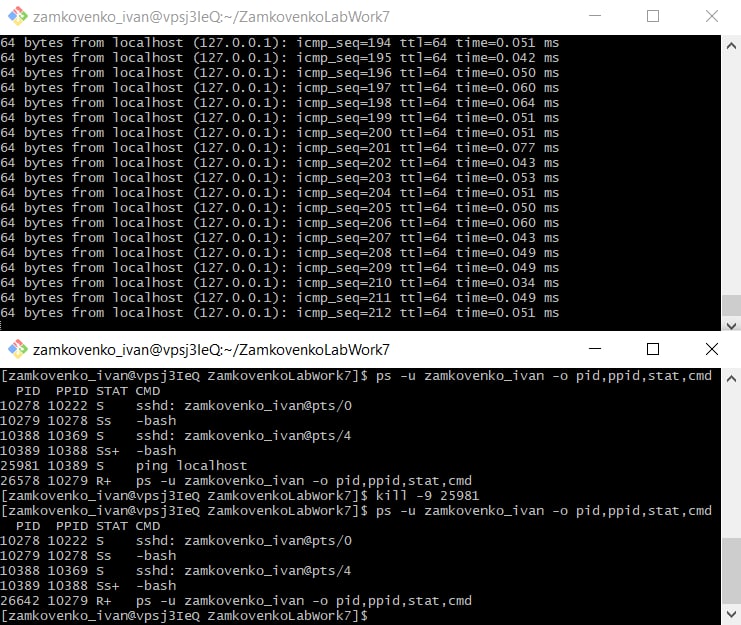 zamkovenko_ivan@vpsj3IeQ:~/ZamkovenkoLabWork7
64 bytes from localhost (127.0.0.1): icmp_seq=194 ttl=64 time=0.051 ms
64 bytes from localhost (127.0.0.1): icmp_seq=195 ttl=64 time=0.042 ms
64 bytes from localhost (127.0.0.1): icmp_seq=196 ttl=64 time=0.050 ms
64 bytes from localhost (127.0.0.1): icmp_seq=197 ttl=64 time=0.060 ms
64 bytes from localhost (127.0.0.1): icmp_seq=198 ttl=64 time=0.064 ms
64 bytes from localhost (127.0.0.1): icmp_seq=199 ttl=64 time=0.051 ms
64 bytes from localhost (127.0.0.1): icmp_seq=200 ttl=64 time=0.051 ms
64 bytes from localhost (127.0.0.1): icmp_seq=201 ttl=64 time=0.077 ms
64 bytes from localhost (127.0.0.1): icmp_seq=202 ttl=64 time=0.043 ms
64 bytes from localhost (127.0.0.1): icmp_seq=203 ttl=64 time=0.053 ms
64 bytes from localhost (127.0.0.1): icmp_seq=204 ttl=64 time=0.051 ms
64 bytes from localhost (127.0.0.1): icmp_seq=205 ttl=64 time=0.050 ms
64 bytes from localhost (127.0.0.1): icmp_seq=206 ttl=64 time=0.060 ms
64 bytes from localhost (127.0.0.1): icmp_seq=207 ttl=64 time=0.043 ms
64 bytes from localhost (127.0.0.1): icmp_seq=208 ttl=64 time=0.049 ms
64 bytes from localhost (127.0.0.1): icmp_seq=209 ttl=64 time=0.049 ms
64 bytes from localhost (127.0.0.1): icmp_seq=210 ttl=64 time=0.034 ms
64 bytes from localhost (127.0.0.1): icmp_seq=211 ttl=64 time=0.049 ms
64 bytes from localhost (127.0.0.1): icmp_seq=212 ttl=64 time=0.051 ms
zamkovenko_ivan@vpsj3IeQ:~/ZamkovenkoLabWork7
[zamkovenko_ivan@vpsj3IeQ ZamkovenkoLabWork7]$ ps -u zamkovenko_ivan -o pid,ppid,stat,cmd
  PID  PPID STAT CMD
10278 10222 S    sshd: zamkovenko_ivan@pts/0
10279 10278 Ss   -bash
10388 10369 S    sshd: zamkovenko_ivan@pts/4
10389 10388 Ss+  -bash
25981 10389 S    ping localhost
26578 10279 R+   ps -u zamkovenko_ivan -o pid,ppid,stat,cmd
[zamkovenko_ivan@vpsj3IeQ ZamkovenkoLabWork7]$ kill -9 25981
[zamkovenko_ivan@vpsj3IeQ ZamkovenkoLabWork7]$ ps -u zamkovenko_ivan -o pid,ppid,stat,cmd
  PID  PPID STAT CMD
10278 10222 S    sshd: zamkovenko_ivan@pts/0
10279 10278 Ss   -bash
10388 10369 S    sshd: zamkovenko_ivan@pts/4
10389 10388 Ss+  -bash
26642 10279 R+   ps -u zamkovenko_ivan -o pid,ppid,stat,cmd
[zamkovenko_ivan@vpsj3IeQ ZamkovenkoLabWork7]$